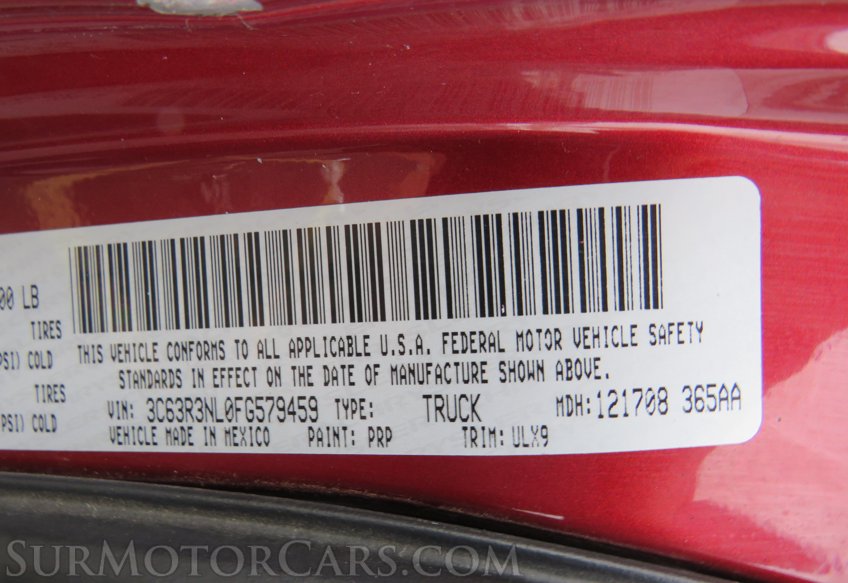 00 LB
TIRES
PSI) COLD
TIRES
PSI) COLD
THIS VEHICLE CONFORMS TO ALL APPLICABLE U.S.A. FEDERAL MOTOR VEHICLE SAFETY
STANDARDS IN EFFECT ON THE DATE OF MANUFACTURE SHOWN ABOVE.
VIN: 3C63R3NL0FG579459 TYPE: TRUCK MDH: 121708 365AA
VEHICLE MADE IN MEXICO PAINT: PRP TRIM: ULX9
SURMOTORCARS.COM